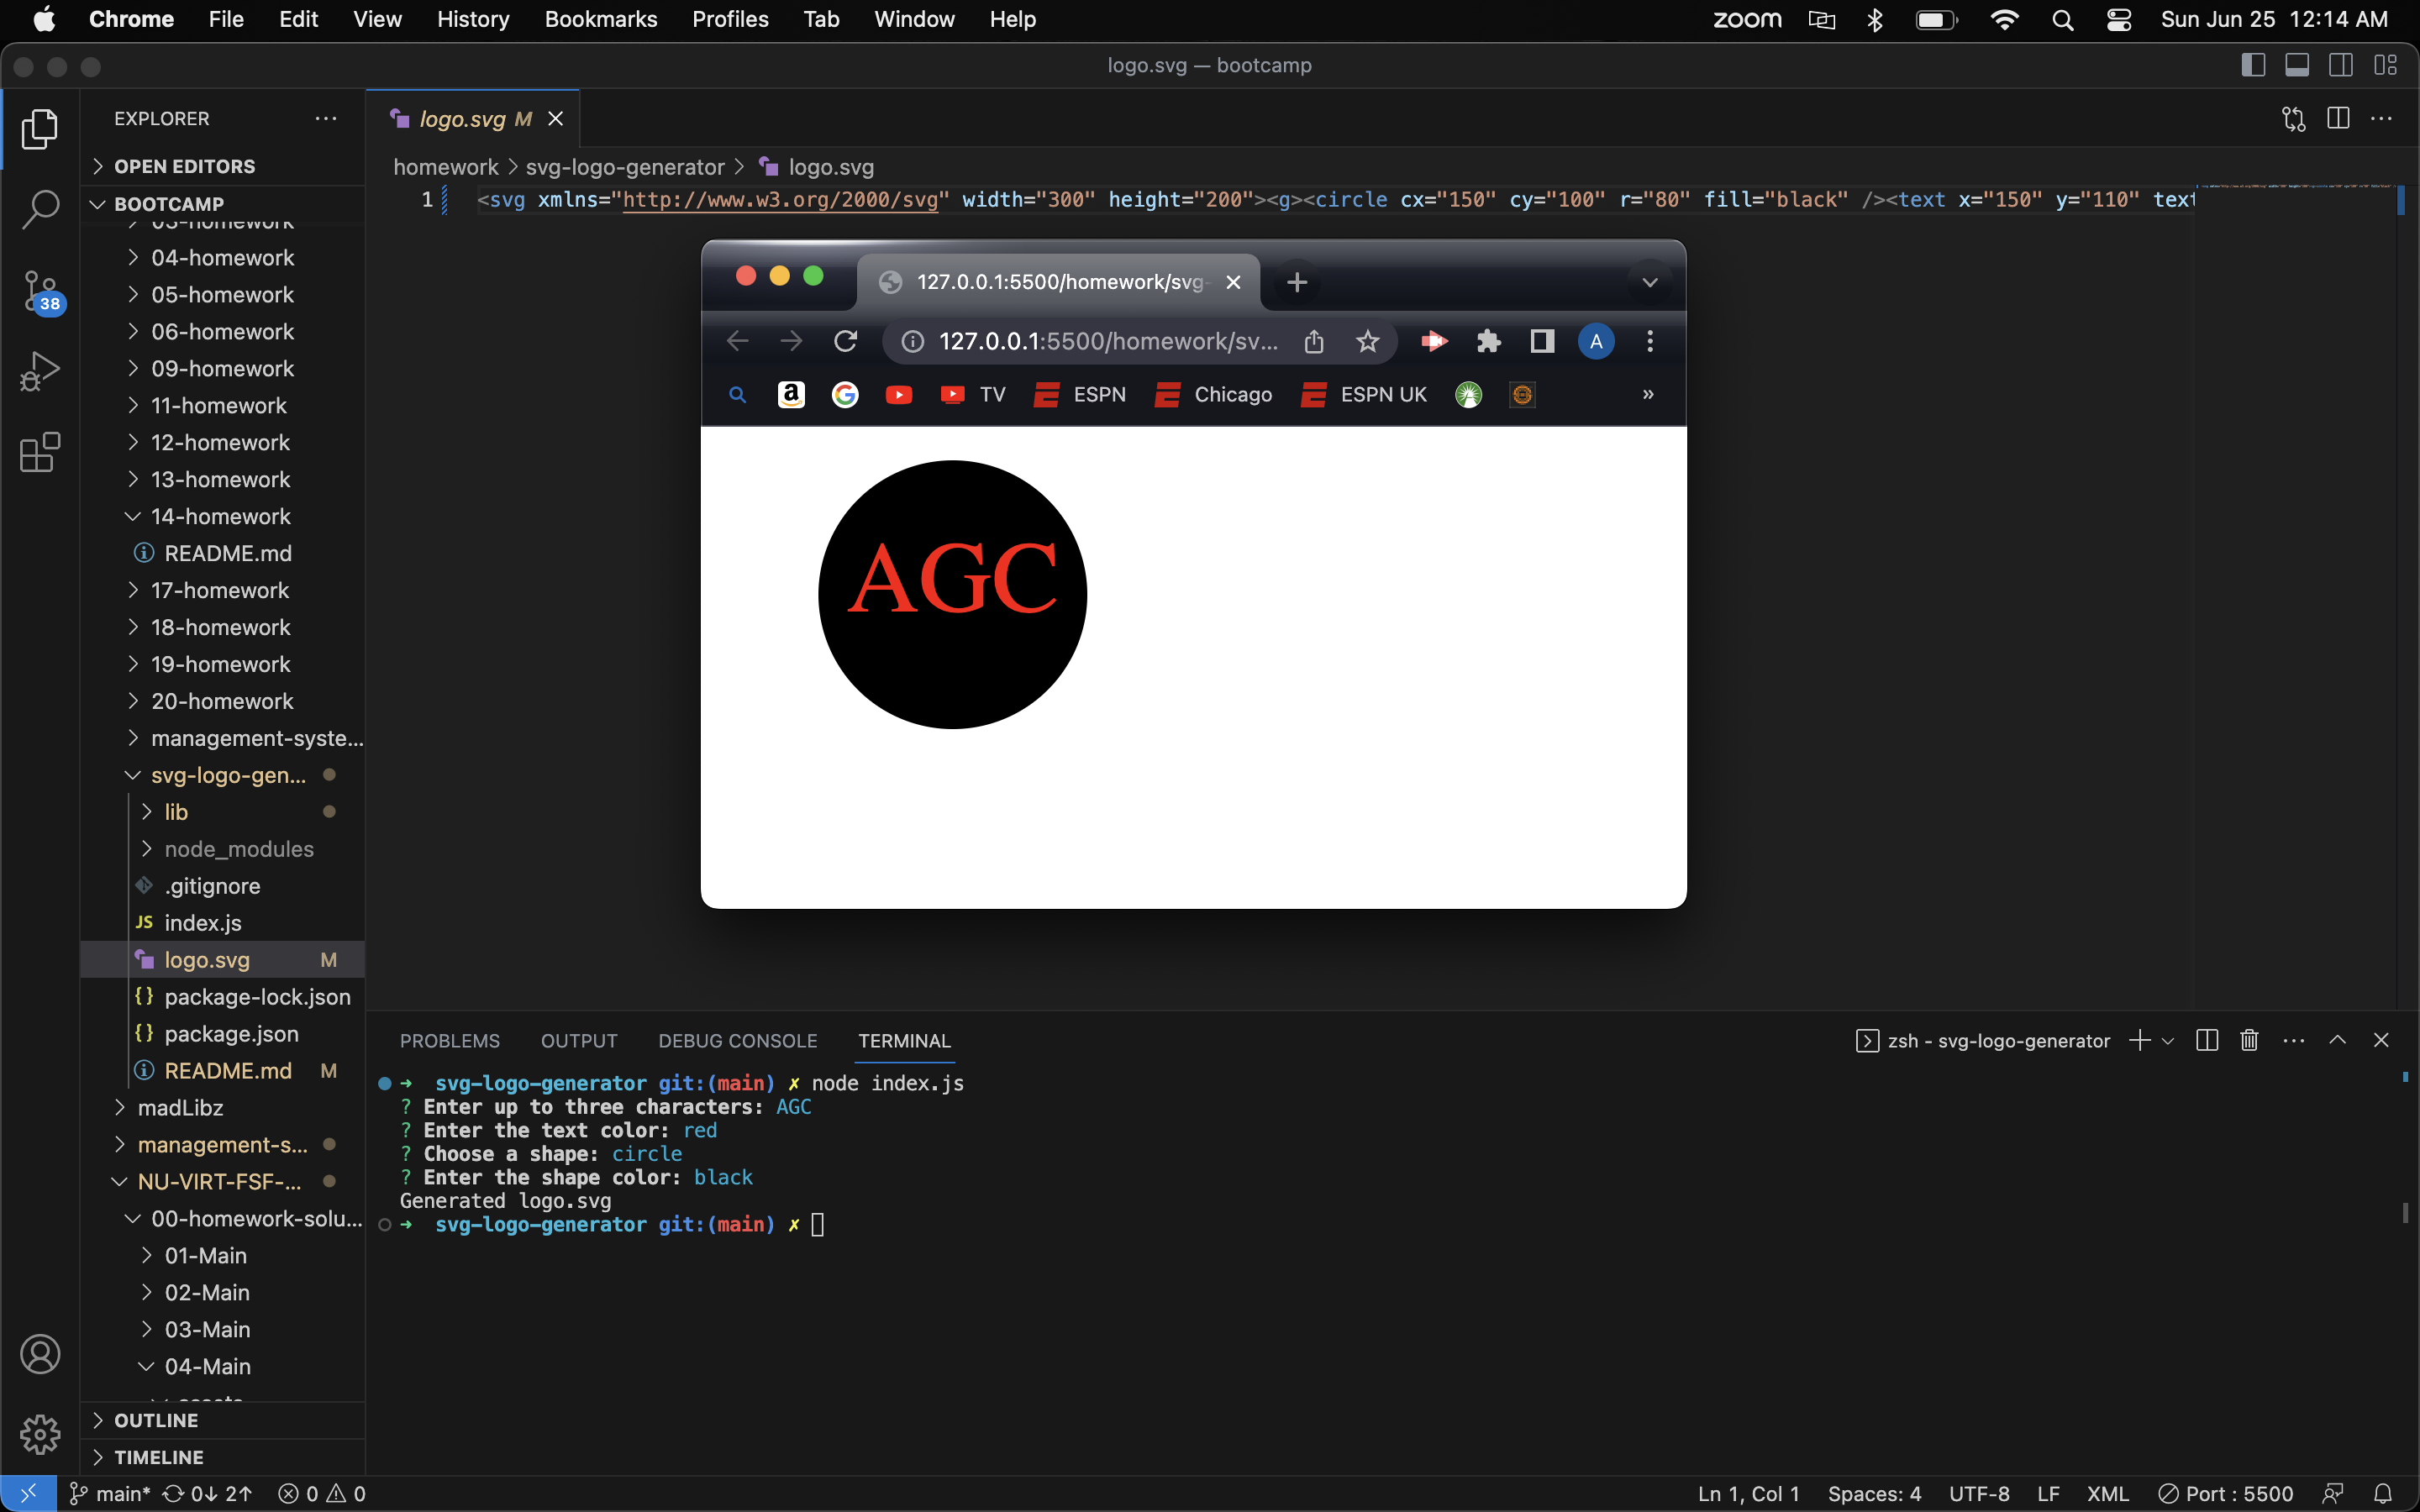 Chrome File Edit View History Bookmarks Profiles Tab Window Help zoom Sun Jun 25 12:14 AM
logo.svg — bootcamp
EXPLORER
OPEN EDITORS
BOOTCAMP
03-homework
04-homework
05-homework
06-homework
09-homework
11-homework
12-homework
13-homework
14-homework
README.md
17-homework
18-homework
19-homework
20-homework
management-syste...
svg-logo-gen...
lib
node_modules
.gitignore
JS index.js
logo.svg M
{} package-lock.json
{} package.json
README.md M
madLibz
management-s...
NU-VIRT-FSF-...
00-homework-solu...
01-Main
02-Main
03-Main
04-Main
OUTLINE
TIMELINE
38
logo.svg M
homework > svg-logo-generator > logo.svg
1 <svg xmlns="http://www.w3.org/2000/svg" width="300" height="200"><g><circle cx="150" cy="100" r="80" fill="black" /><text x="150" y="110" text
127.0.0.1:5500/homework/svg-
127.0.0.1:5500/homework/sv...
A
a G TV ESPN Chicago ESPN UK »
AGC
PROBLEMS OUTPUT DEBUG CONSOLE TERMINAL
zsh - svg-logo-generator
➜ svg-logo-generator git:(main) ✗ node index.js
? Enter up to three characters: AGC
? Enter the text color: red
? Choose a shape: circle
? Enter the shape color: black
Generated logo.svg
➜ svg-logo-generator git:(main) ✗
main* 0↓ 2↑ 0 0
Ln 1, Col 1 Spaces: 4 UTF-8 LF XML Port : 5500